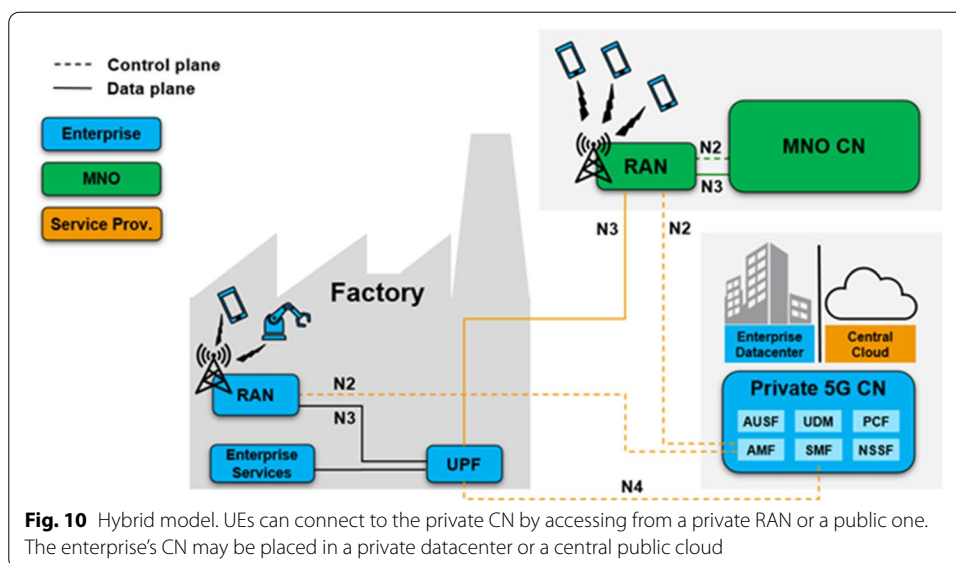 Control plane
Data plane
Enterprise
MNO
Service Prov.
RAN
N2
N3
MNO CN
N3
N2
Factory
Enterprise
Datacenter
Central
Cloud
RAN
N2
N3
Enterprise
Services
UPF
Private 5G CN
AUSF UDM PCF
AMF SMF NSSF
N4
Fig. 10 Hybrid model. UEs can connect to the private CN by accessing from a private RAN or a public one.
The enterprise's CN may be placed in a private datacenter or a central public cloud